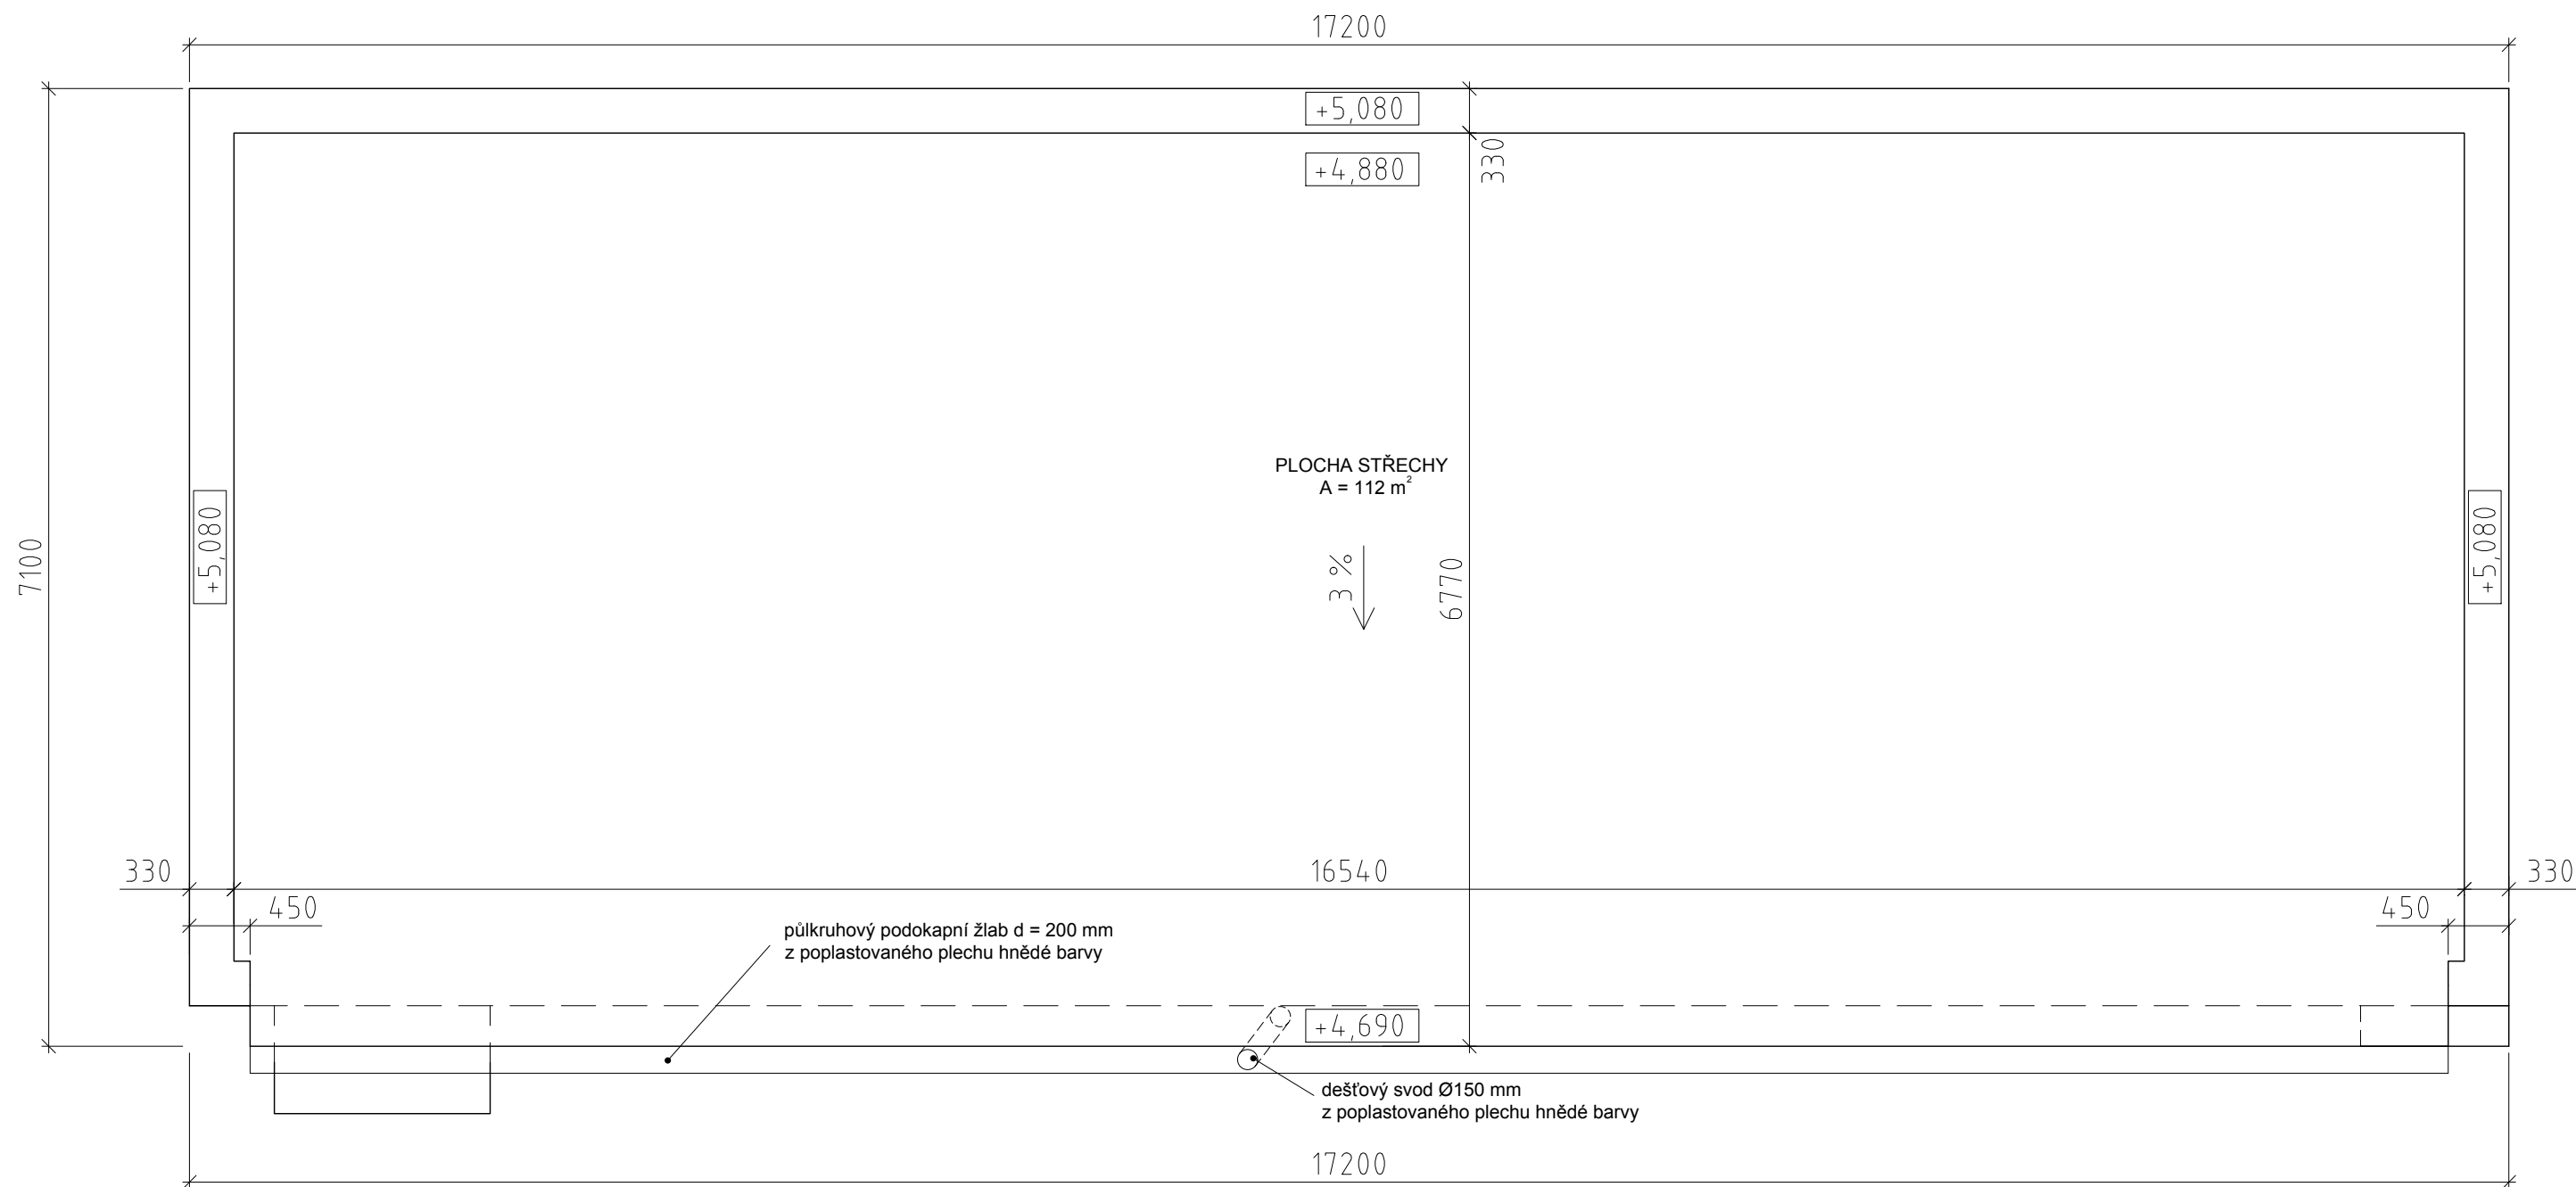 17200
+5,080
+4,880
330
PLOCHA STŘECHY
A = 112 m²
+5,080
+5,080
7100
3 %
6770
330
16540
330
450
450
půlkruhový podokapní žlab d = 200 mm
z poplastovaného plechu hnědé barvy
+4,690
dešťový svod Ø150 mm
z poplastovaného plechu hnědé barvy
17200